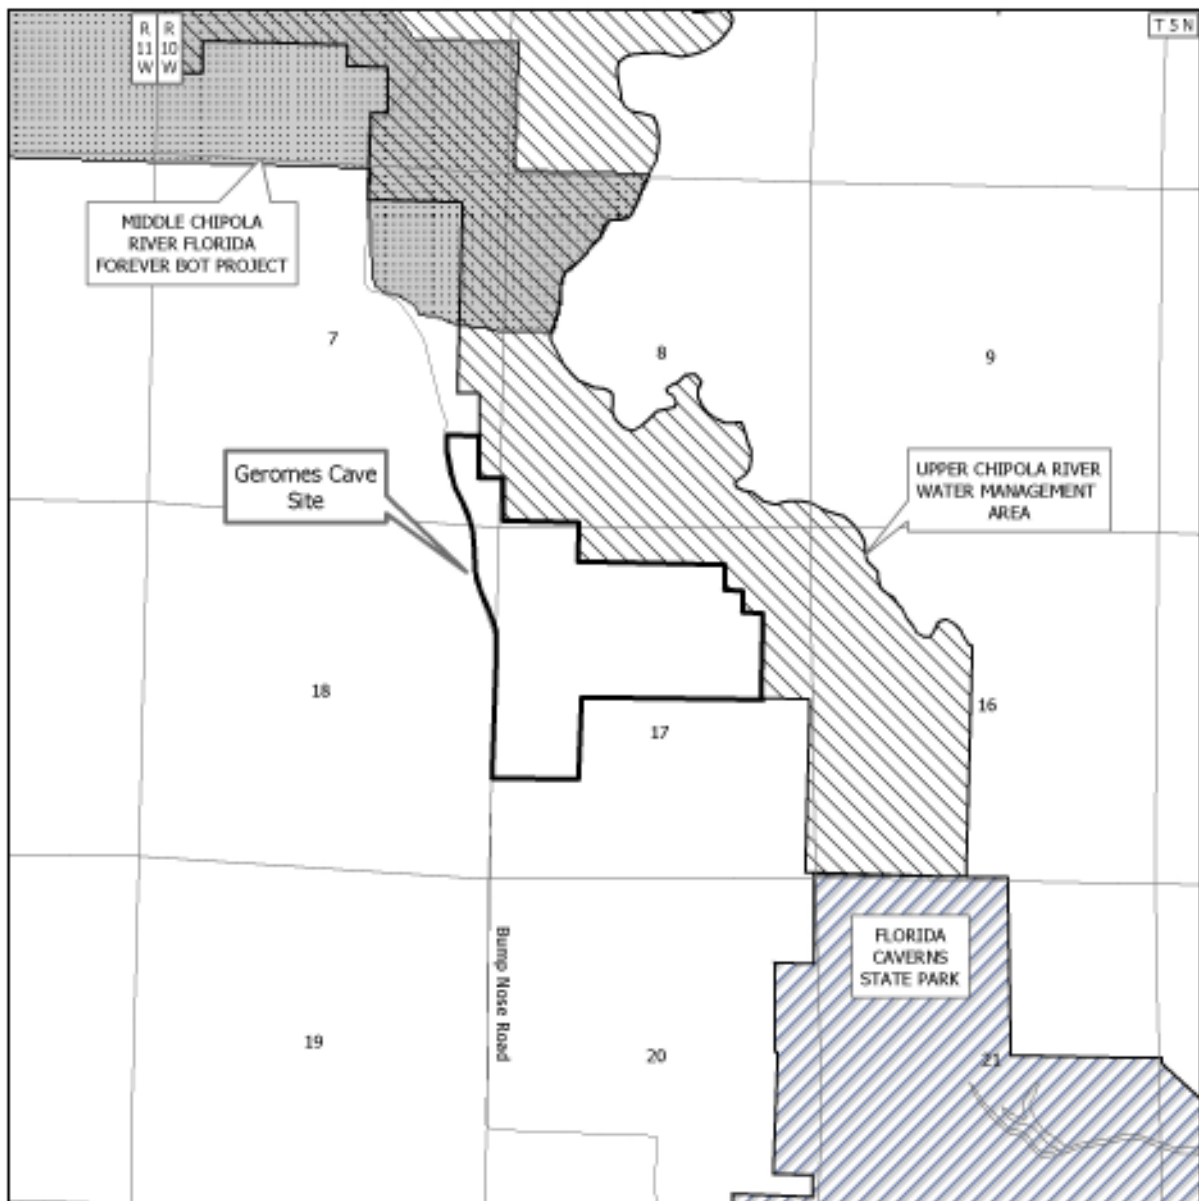 R R
11 10
W W
T 5 N
MIDDLE CHIPOLA
RIVER FLORIDA
FOREVER BOT PROJECT
7
8
9
Geromes Cave
Site
UPPER CHIPOLA RIVER
WATER MANAGEMENT
AREA
18
17
16
Bump Nose Road
FLORIDA
CAVERNS
STATE PARK
19
20
21